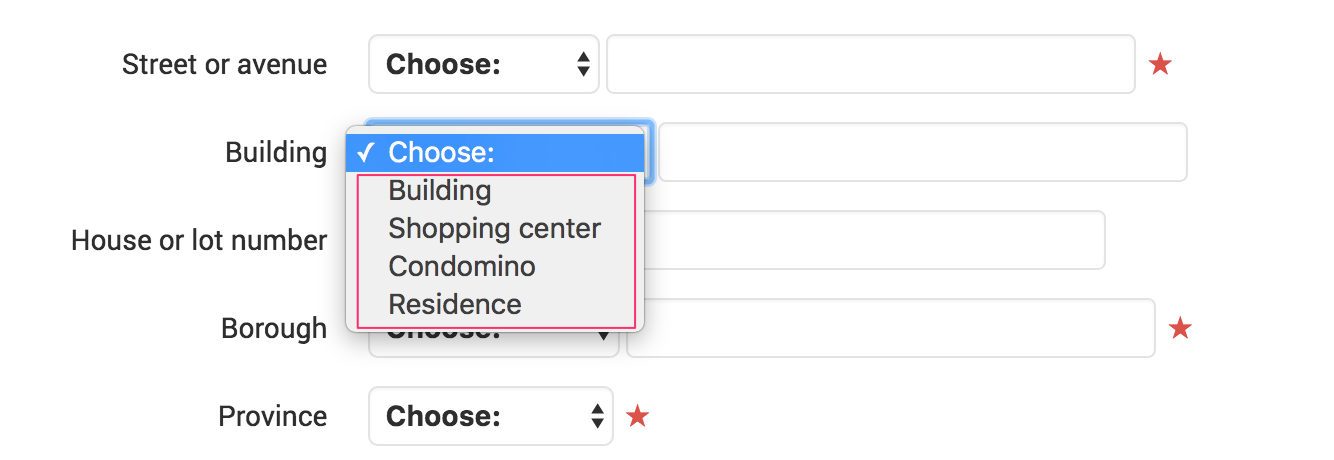 Street or avenue Choose: ★
Building ✓ Choose:
Building
Shopping center
House or lot number
Condomino
Residence
Borough Choose: ★
Province Choose: ★